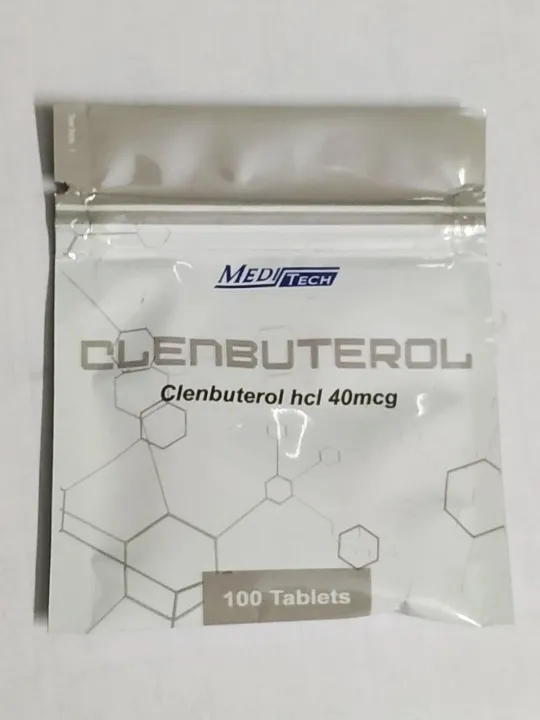 MEDITECH
CLENBUTEROL
Clenbuterol hcl 40mcg
100 Tablets